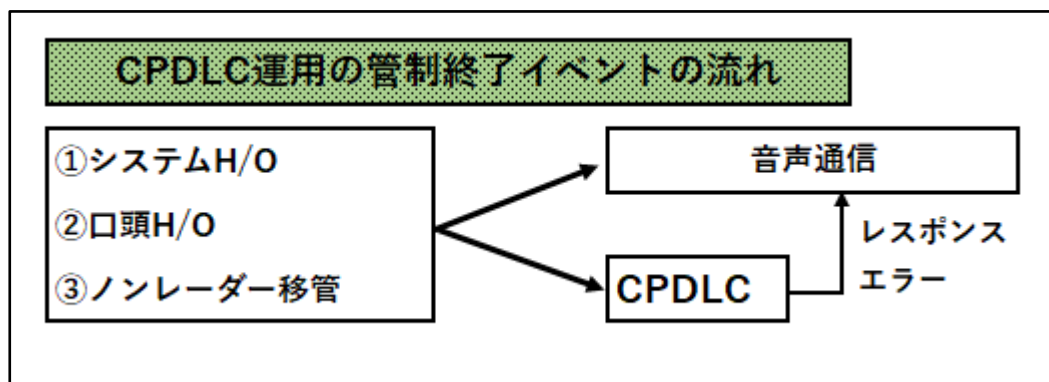 CPDLC運用の管制終了イベントの流れ
①システムH/O
②口頭H/O
③ノンレーダー移管
音声通信
CPDLC
レスポンス
エラー